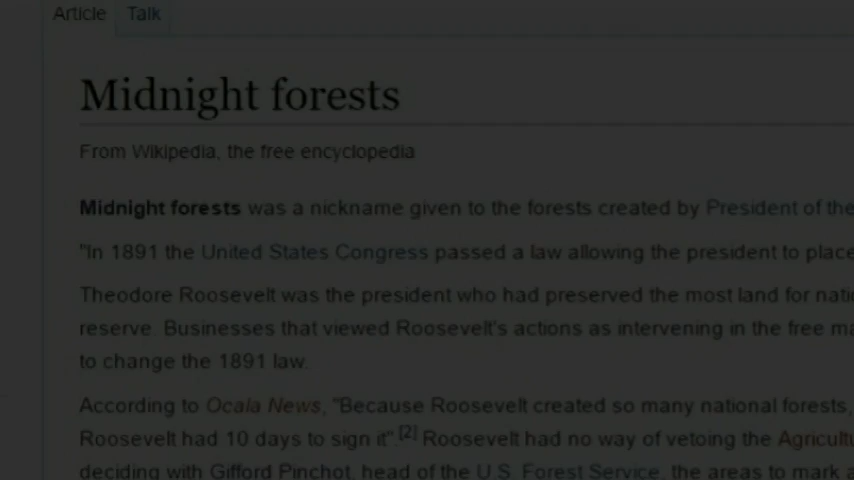 Article Talk
Midnight forests
From Wikipedia, the free encyclopedia
Midnight forests was a nickname given to the forests created by President of the
"In 1891 the United States Congress passed a law allowing the president to place
Theodore Roosevelt was the president who had preserved the most land for nati
reserve. Businesses that viewed Roosevelt's actions as intervening in the free ma
to change the 1891 law.
According to Ocala News, "Because Roosevelt created so many national forests,
Roosevelt had 10 days to sign it".[2] Roosevelt had no way of vetoing the Agricultu
deciding with Gifford Pinchot, head of the U.S. Forest Service, the areas to mark a